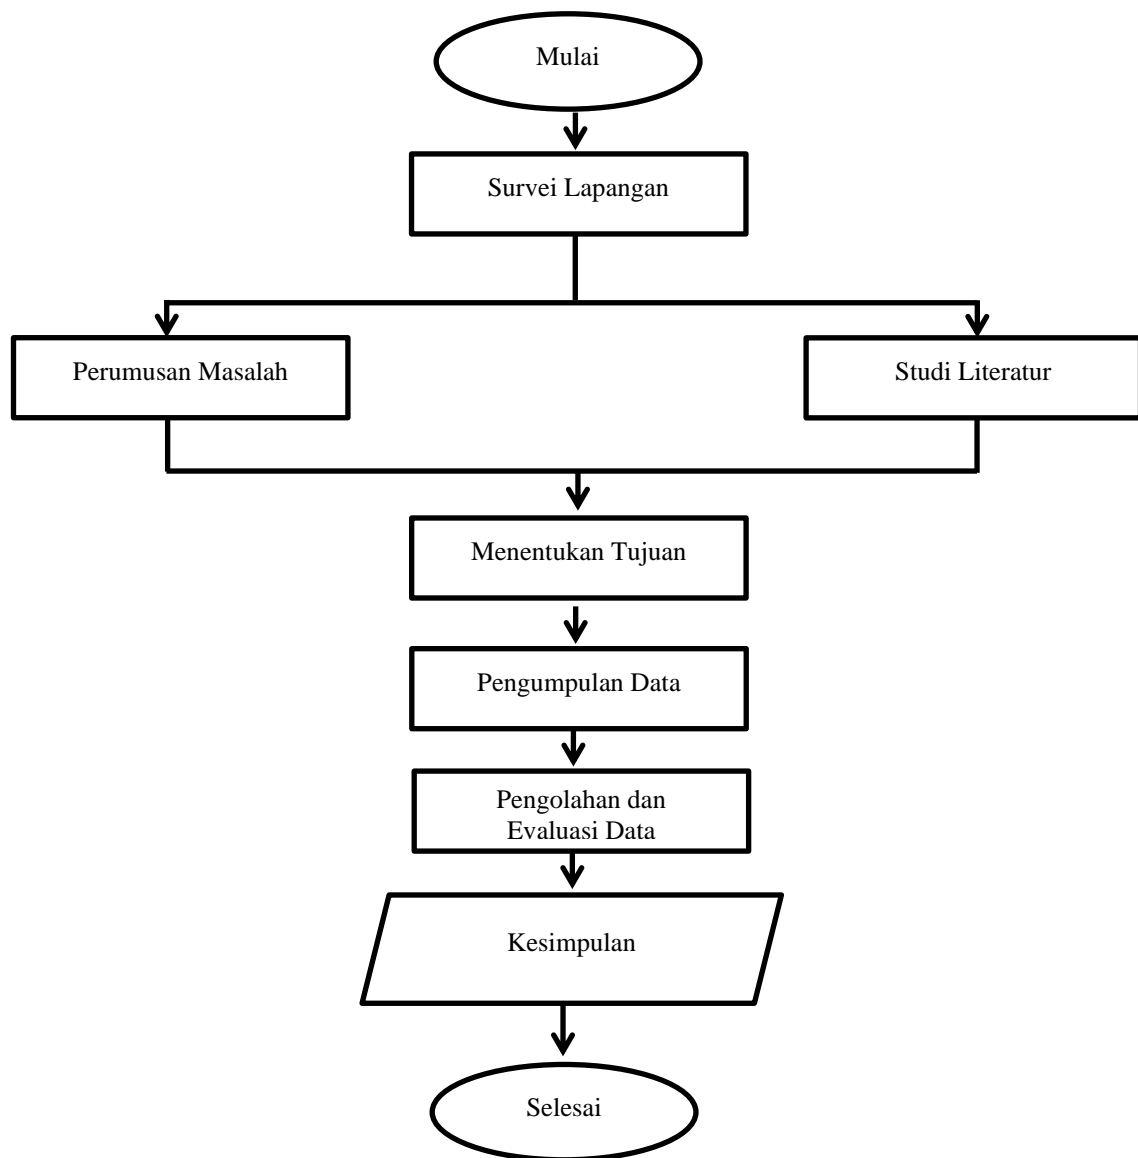 Mulai
Survei Lapangan
Perumusan Masalah
Studi Literatur
Menentukan Tujuan
Pengumpulan Data
Pengolahan dan
Evaluasi Data
Kesimpulan
Selesai